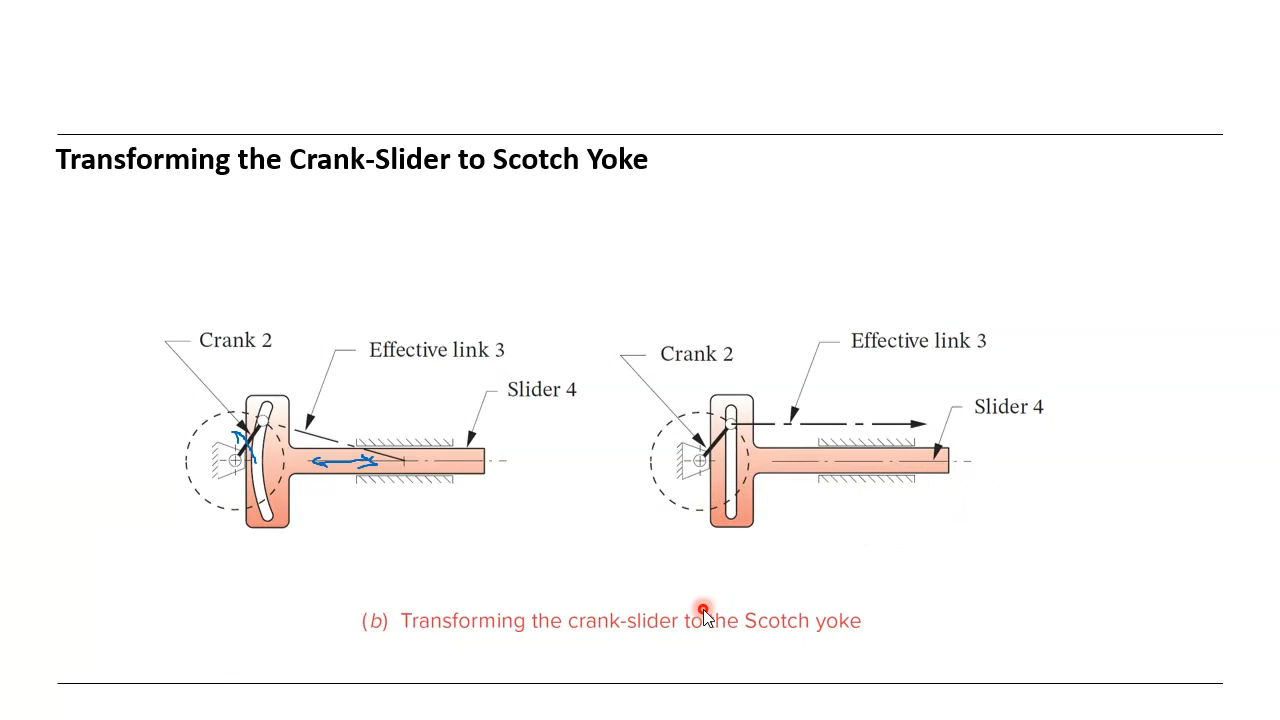 Transforming the Crank-Slider to Scotch Yoke
Crank 2
Effective link 3
Slider 4
Crank 2
Effective link 3
Slider 4
(b) Transforming the crank-slider to the Scotch yoke